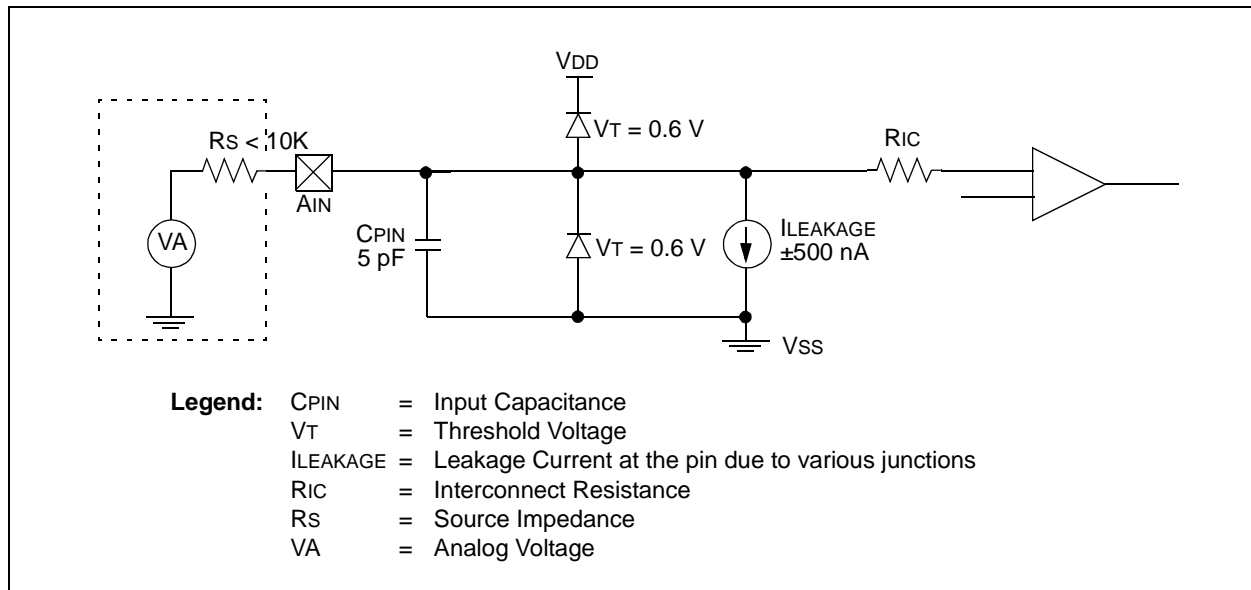 VDD
VT = 0.6 V
RS < 10K
RIC
AIN
CPIN
5 pF
VA
VT = 0.6 V
ILEAKAGE
±500 nA
VSS
Legend: CPIN = Input Capacitance
VT = Threshold Voltage
ILEAKAGE = Leakage Current at the pin due to various junctions
RIC = Interconnect Resistance
RS = Source Impedance
VA = Analog Voltage